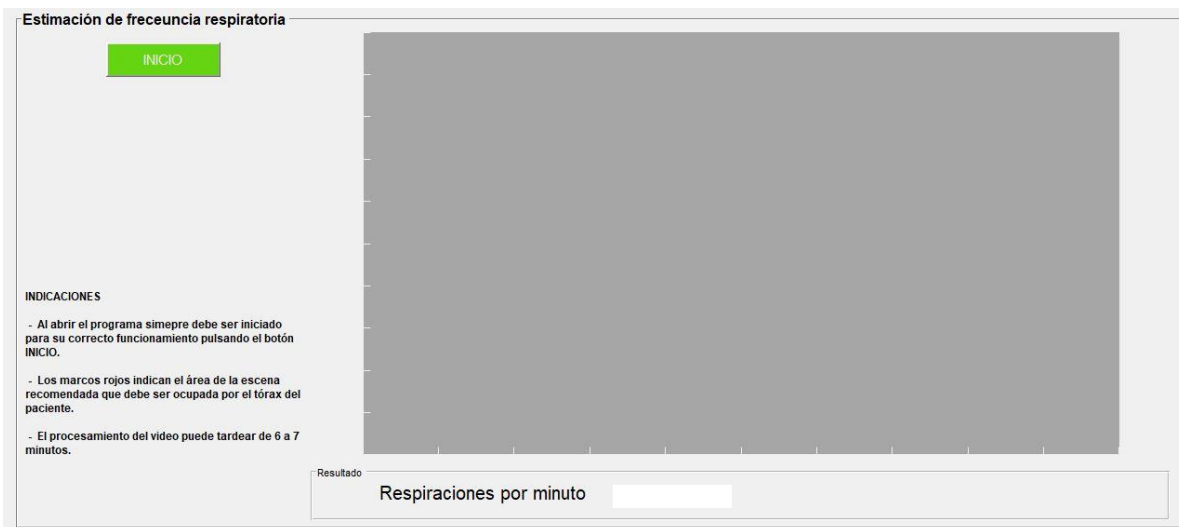 Estimación de freceuncia respiratoria
INICIO
INDICACIONES
- Al abrir el programa simepre debe ser iniciado
para su correcto funcionamiento pulsando el botón
INICIO.
- Los marcos rojos indican el área de la escena
recomendada que debe ser ocupada por el tórax del
paciente.
- El procesamiento del video puede tardear de 6 a 7
minutos.
Resultado
Respiraciones por minuto